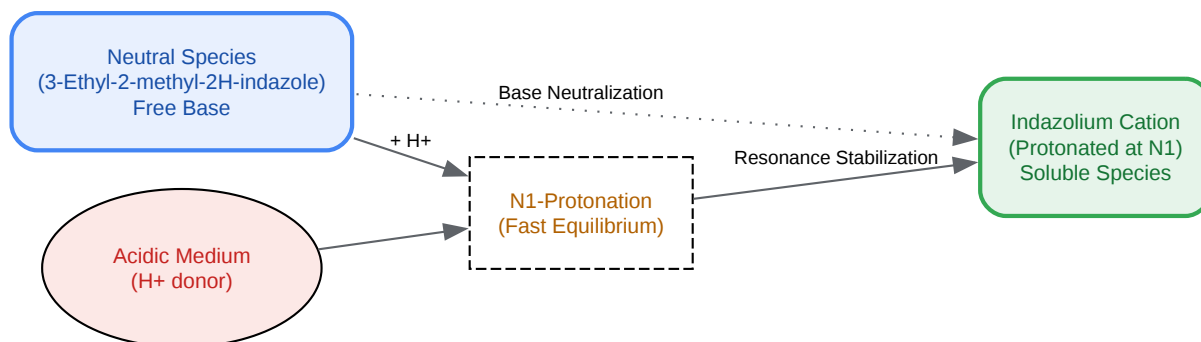 Neutral Species
(3-Ethyl-2-methyl-2H-indazole)
Free Base
Base Neutralization
+ H+
Acidic Medium
(H+ donor)
N1-Protonation
(Fast Equilibrium)
Resonance Stabilization
Indazolium Cation
(Protonated at N1)
Soluble Species